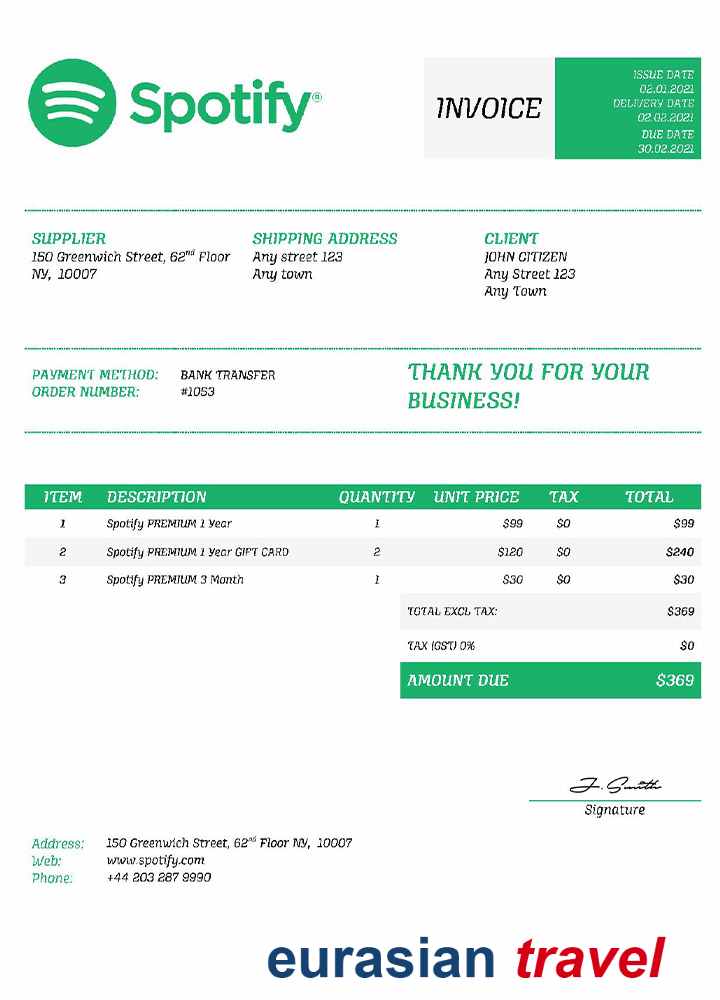 Spotify®
INVOICE
ISSUE DATE
02.01.2021
DELIVERY DATE
02.02.2021
DUE DATE
30.02.2021
SUPPLIER
150 Greenwich Street, 62nd Floor
NY, 10007
SHIPPING ADDRESS
Any street 123
Any town
CLIENT
JOHN CITIZEN
Any Street 123
Any Town
PAYMENT METHOD: BANK TRANSFER
ORDER NUMBER: #1053
THANK YOU FOR YOUR
BUSINESS!
ITEM DESCRIPTION QUANTITY UNIT PRICE TAX TOTAL
1 Spotify PREMIUM 1 Year 1 $99 $0 $99
2 Spotify PREMIUM 1 Year GIFT CARD 2 $120 $0 $240
3 Spotify PREMIUM 3 Month 1 $30 $0 $30
TOTAL EXCL TAX: $369
TAX (GST) 0% $0
AMOUNT DUE $369
J. Smith
Signature
Address: 150 Greenwich Street, 62nd Floor NY, 10007
Web: www.spotify.com
Phone: +44 203 287 9990
eurasian travel